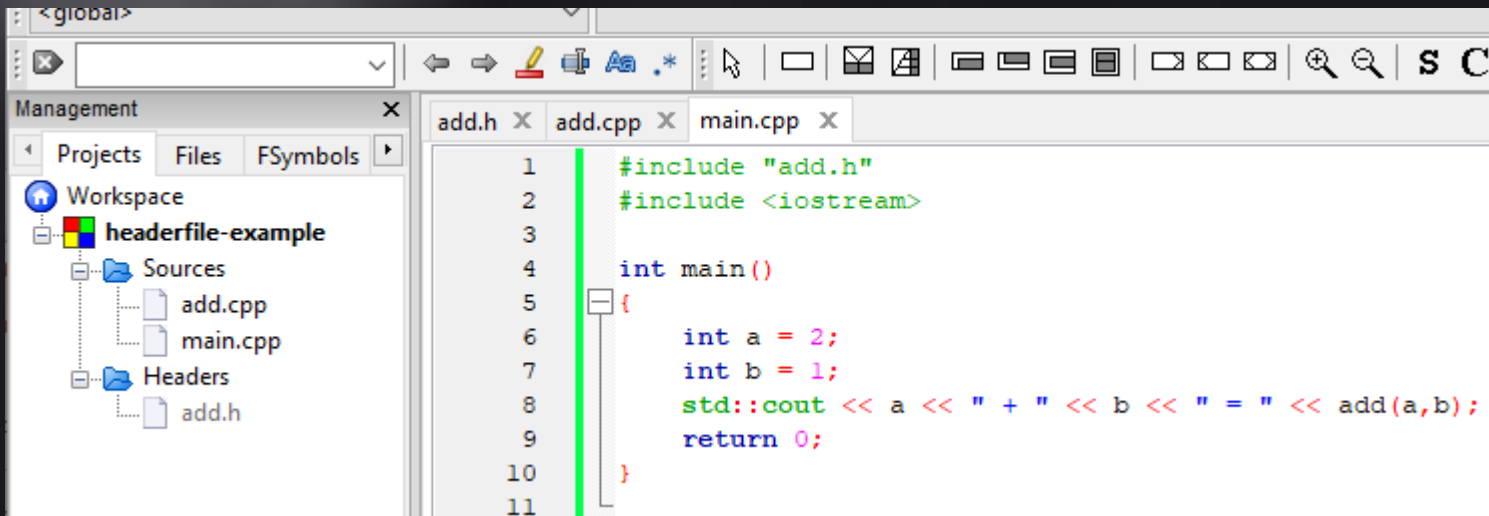 <global>
S C
Management
add.h add.cpp main.cpp
Projects Files FSymbols
Workspace
headerfile-example
Sources
add.cpp
main.cpp
Headers
add.h
1 #include "add.h"
2 #include <iostream>
3
4 int main()
5 {
6 int a = 2;
7 int b = 1;
8 std::cout << a << " + " << b << " = " << add(a,b);
9 return 0;
10 }
11